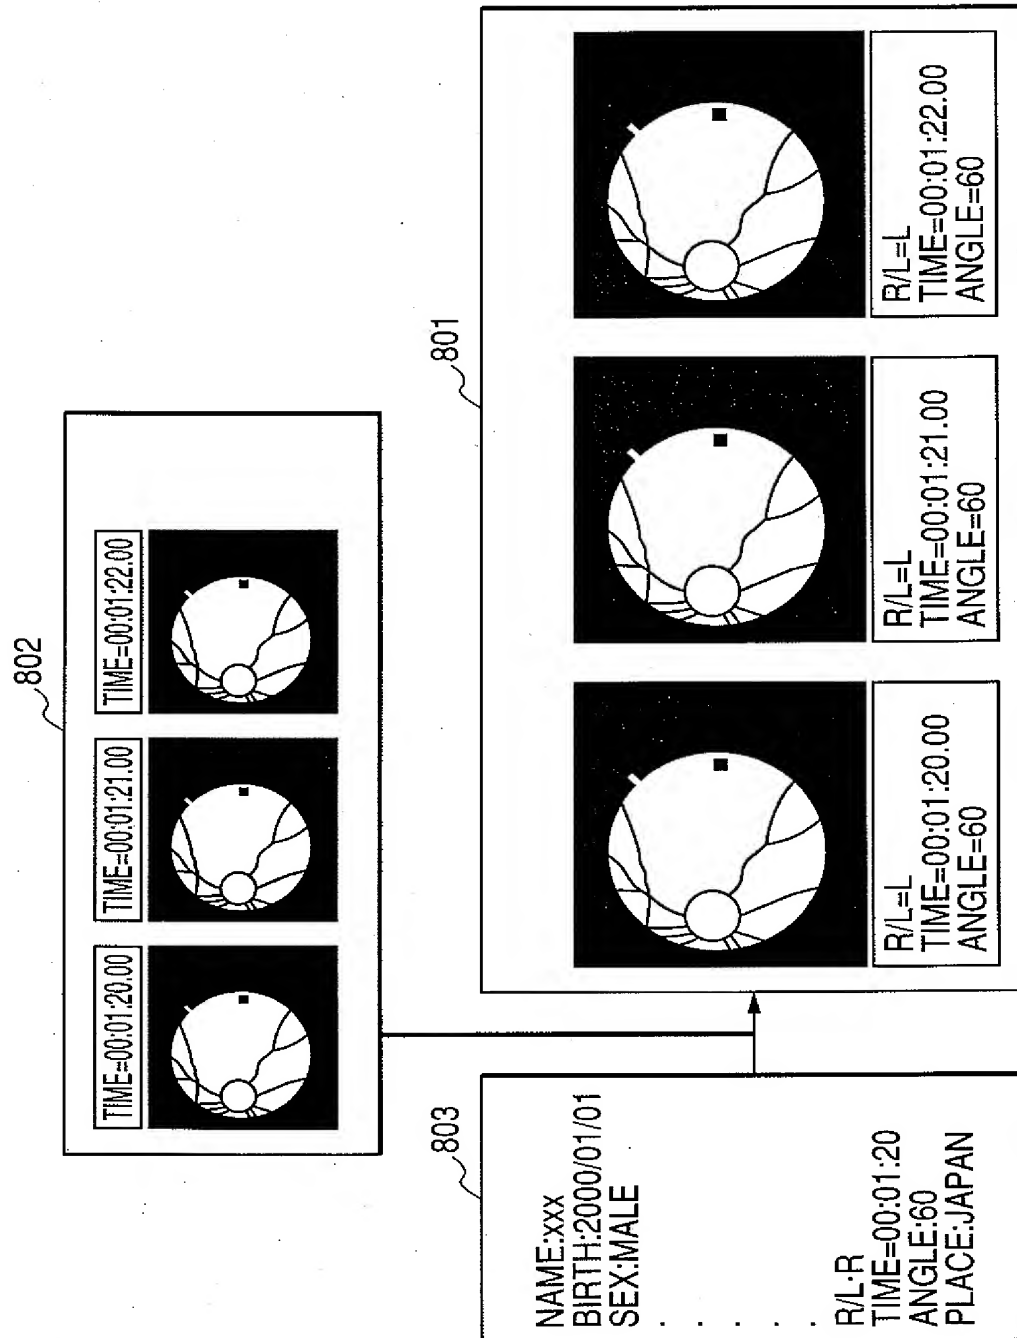 802
TIME=00:01:20.00
TIME=00:01:21.00
TIME=00:01:22.00
803
NAME:xxx
BIRTH:2000/01/01
SEX:MALE
. . . . .
R/L·R
TIME=00:01:20
ANGLE:60
PLACE:JAPAN
801
R/L=L
TIME=00:01:20.00
ANGLE=60
R/L=L
TIME=00:01:21.00
ANGLE=60
R/L=L
TIME=00:01:22.00
ANGLE=60